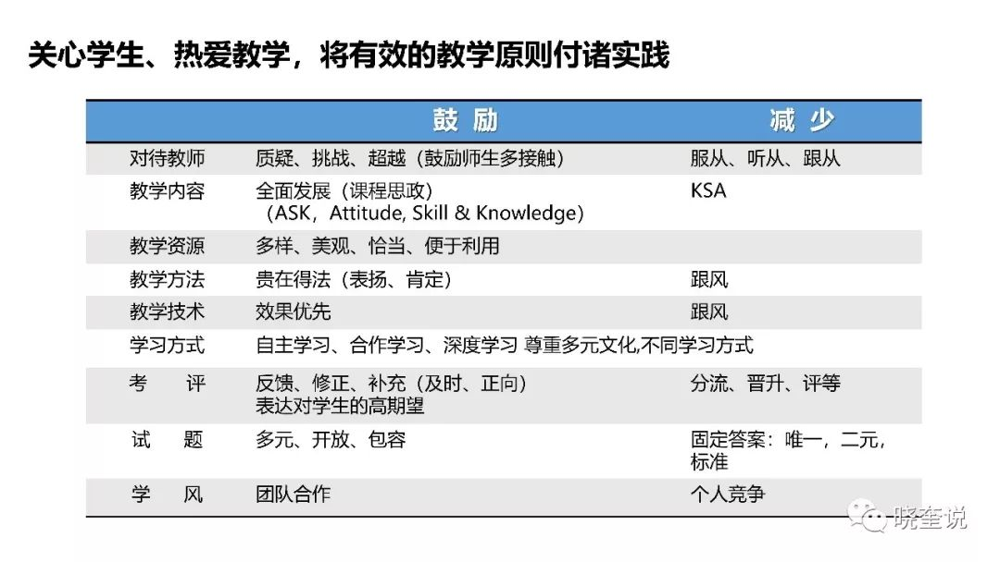 关心学生、热爱教学，将有效的教学原则付诸实践
鼓 励 减 少
对待教师 质疑、挑战、超越（鼓励师生多接触） 服从、听从、跟从
教学内容 全面发展（课程思政） KSA
（ASK，Attitude, Skill & Knowledge）
教学资源 多样、美观、恰当、便于利用
教学方法 贵在得法（表扬、肯定） 跟风
教学技术 效果优先 跟风
学习方式 自主学习、合作学习、深度学习 尊重多元文化,不同学习方式
考 评 反馈、修正、补充（及时、正向） 分流、晋升、评等
表达对学生的高期望
试 题 多元、开放、包容 固定答案：唯一，二元，
标准
学 风 团队合作 个人竞争
晓奎说